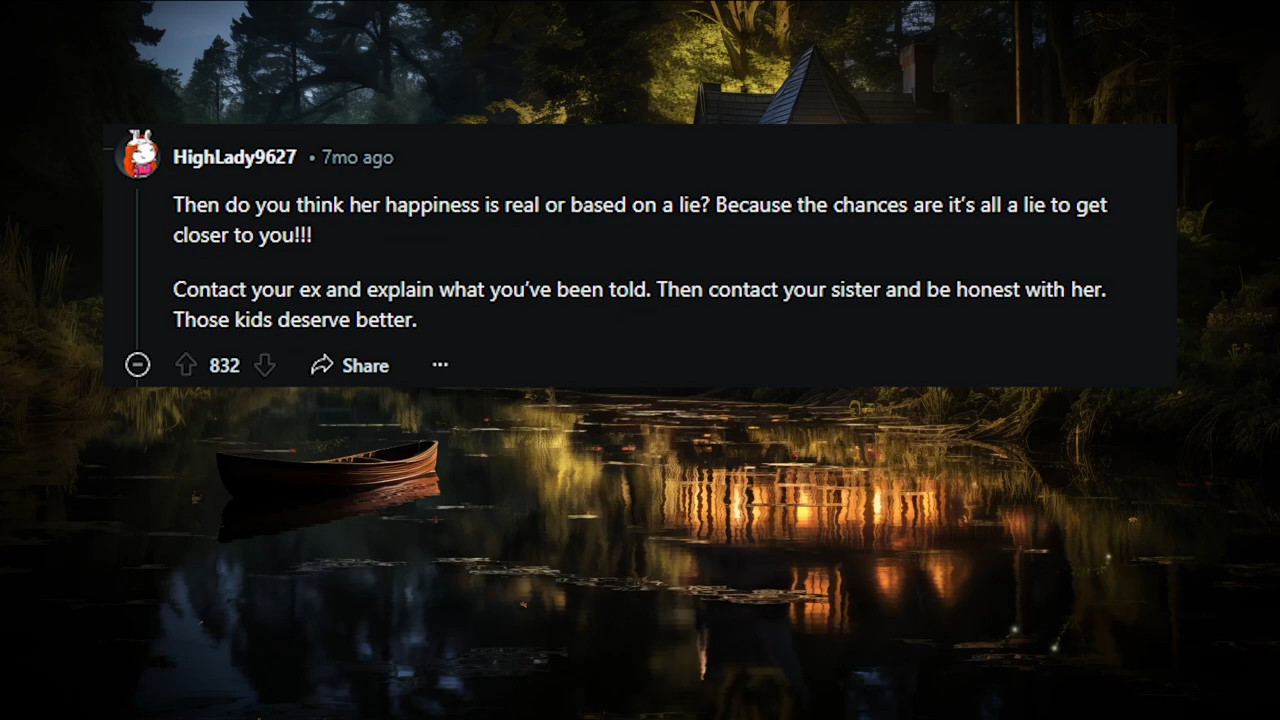 HighLady9627 • 7mo ago
Then do you think her happiness is real or based on a lie? Because the chances are it’s all a lie to get
closer to you!!!
Contact your ex and explain what you’ve been told. Then contact your sister and be honest with her.
Those kids deserve better.
832 Share ...